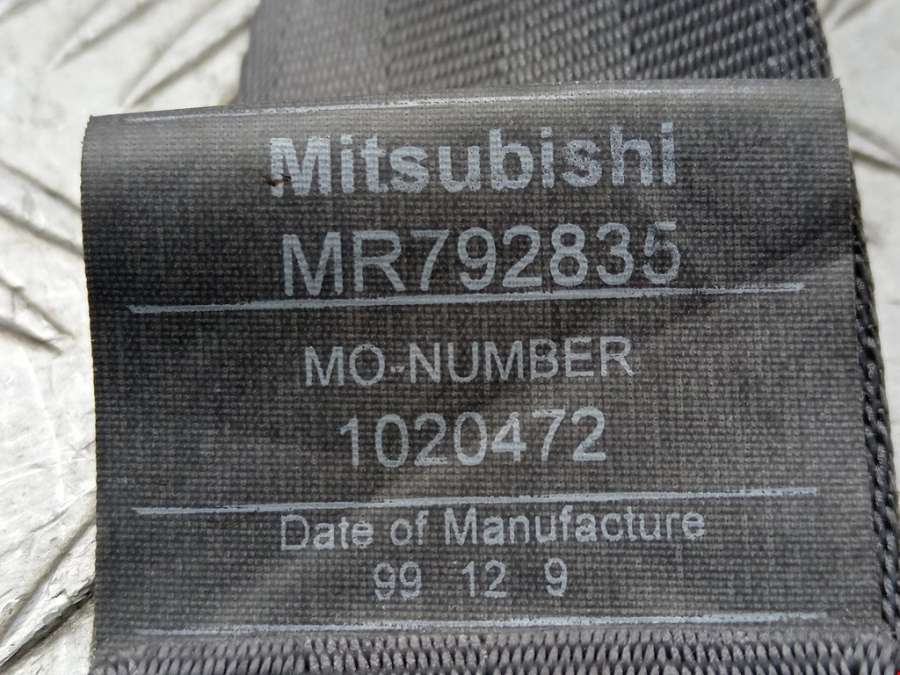 Mitsubishi
MR792835
MO-NUMBER
1020472
Date of Manufacture
99 12 9